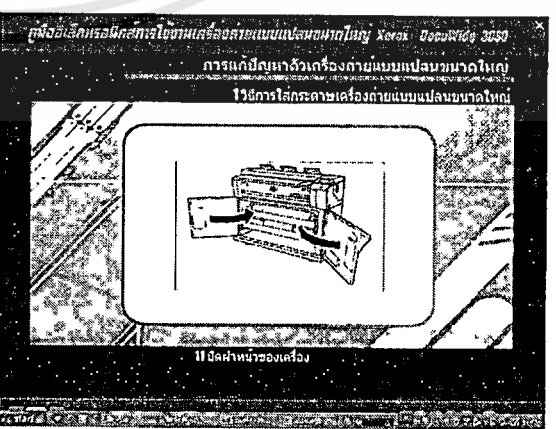 คู่มืออิเล็กทรอนิกส์การใช้งานเครื่องถ่ายแบบแปลนขนาดใหญ่ Xerox DocuWide 3030
การแก้ปัญหาตัวเครื่องถ่ายแบบแปลนขนาดใหญ่
1วิธีการใส่กระดาษเครื่องถ่ายแบบแปลนขนาดใหญ่
11 ปิดฝาหน้าของเครื่อง